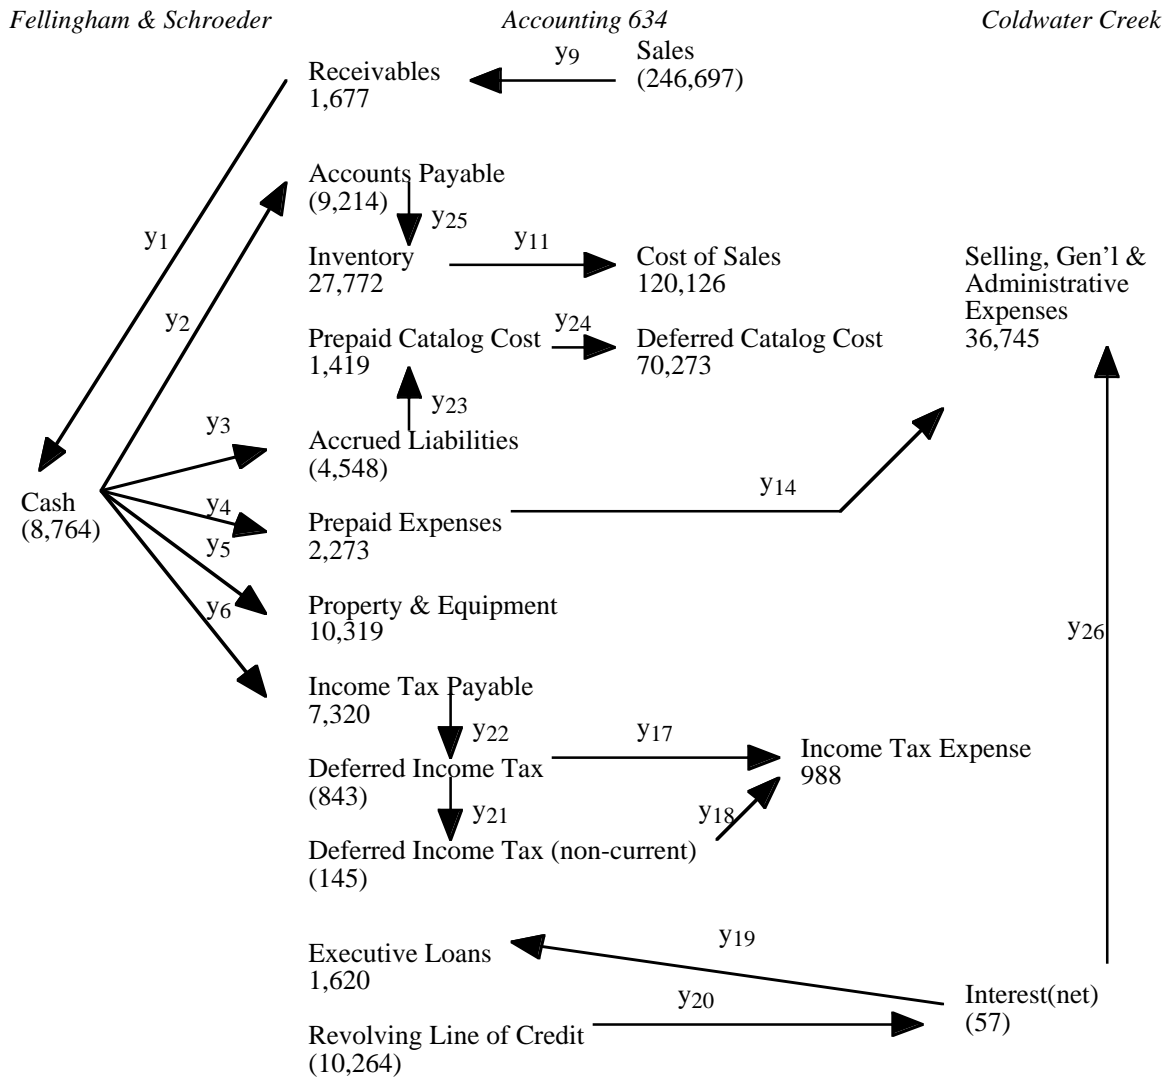 Fellingham & Schroeder Accounting 634 Coldwater Creek
y9
Sales
(246,697)
Receivables
1,677
Accounts Payable
(9,214)
y25
y1
y11
Inventory
27,772
Cost of Sales
120,126
Selling, Gen’l &
Administrative
Expenses
36,745
y2
y24
Prepaid Catalog Cost
1,419
Deferred Catalog Cost
70,273
y23
y3
Accrued Liabilities
(4,548)
y14
Cash
(8,764)
y4
Prepaid Expenses
2,273
y5
y6
Property & Equipment
10,319
y26
Income Tax Payable
7,320
y22
y17
Income Tax Expense
988
Deferred Income Tax
(843)
y21
y18
Deferred Income Tax (non-current)
(145)
y19
Executive Loans
1,620
y20
Interest(net)
(57)
Revolving Line of Credit
(10,264)